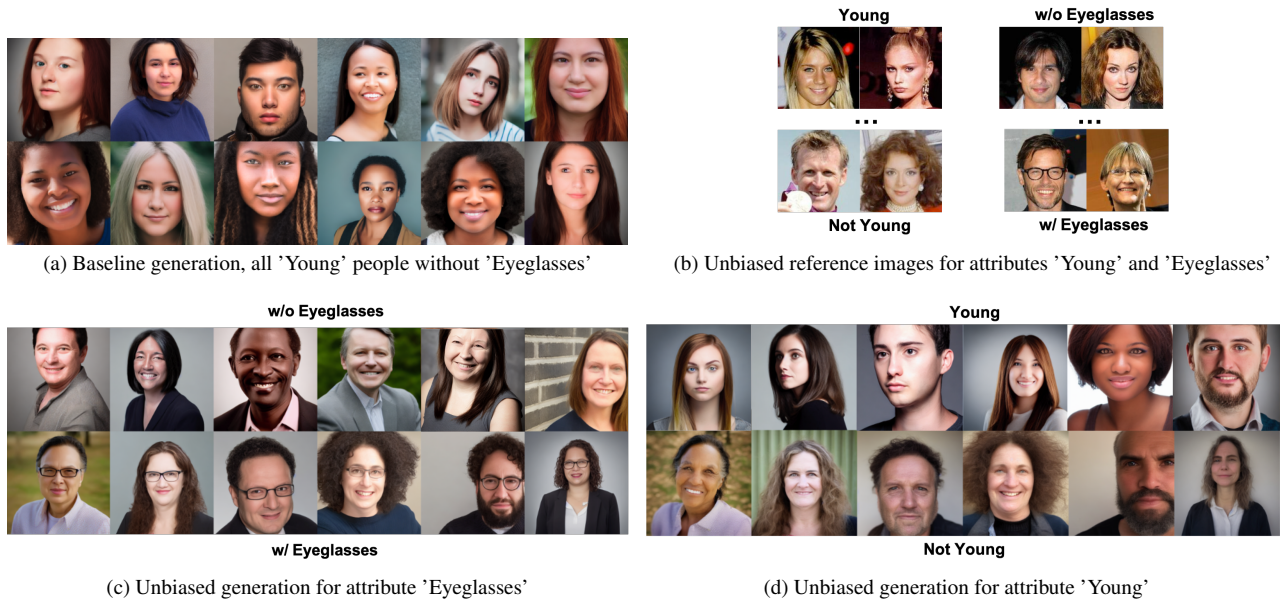 Young
w/o Eyeglasses
...
...
Not Young
w/ Eyeglasses
(a) Baseline generation, all 'Young' people without 'Eyeglasses'
(b) Unbiased reference images for attributes 'Young' and 'Eyeglasses'
w/o Eyeglasses
Young
w/ Eyeglasses
Not Young
(c) Unbiased generation for attribute 'Eyeglasses'
(d) Unbiased generation for attribute 'Young'